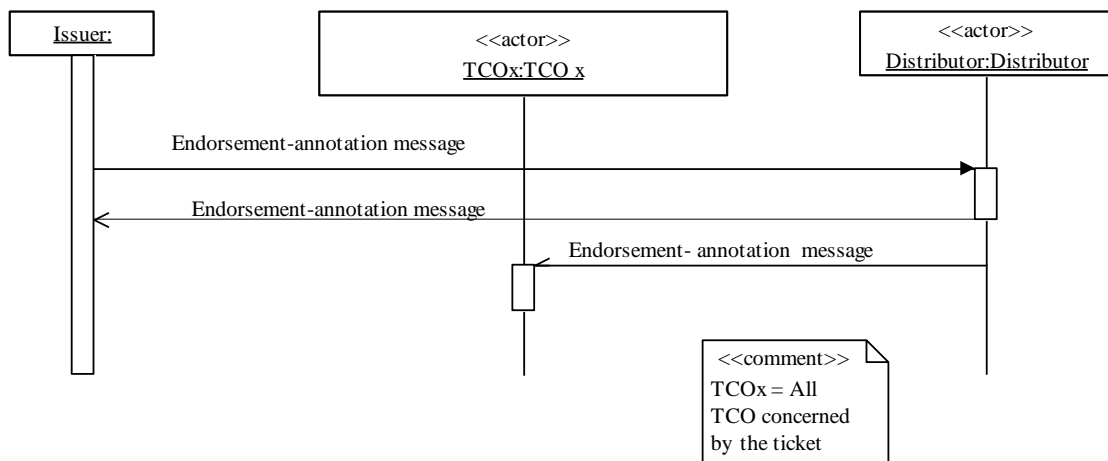 Issuer:
<<actor>>
TCOx:TCO x
<<actor>>
Distributor:Distributor
Endorsement-annotation message
Endorsement-annotation message
Endorsement- annotation message
<<comment>>
TCOx = All
TCO concerned
by the ticket